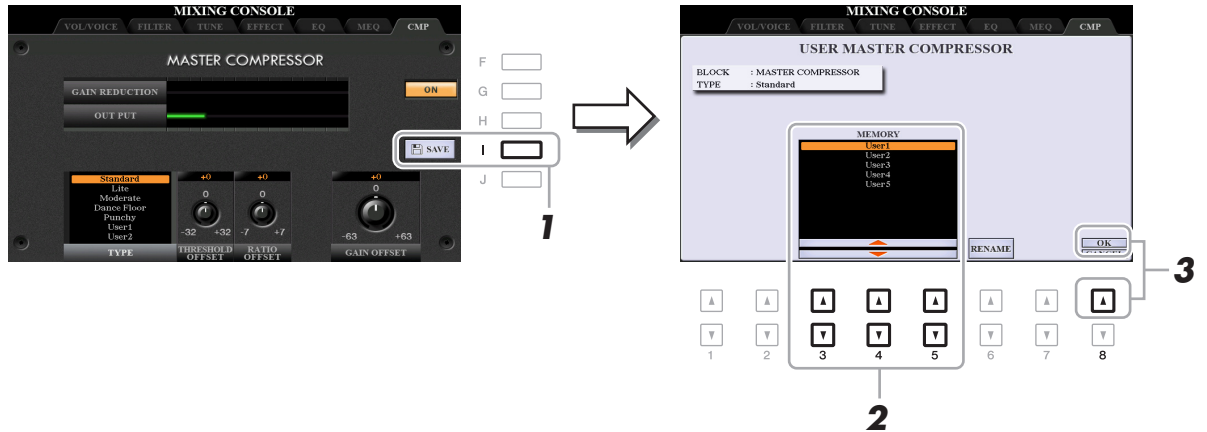 MIXING CONSOLE
VOL/VOICE FILTER TUNE EFFECT EQ MEQ CMP
MASTER COMPRESSOR
GAIN REDUCTION
OUT PUT
ON
SAVE
F
G
H
I
J
1
Standard
Lite
Moderate
Dance Floor
Punchy
User1
User2
TYPE
+0
0
-32 +32
THRESHOLD
OFFSET
+0
0
-7 +7
RATIO
OFFSET
+0
0
-63 +63
GAIN OFFSET
MIXING CONSOLE
VOL/VOICE FILTER TUNE EFFECT EQ MEQ CMP
USER MASTER COMPRESSOR
BLOCK : MASTER COMPRESSOR
TYPE : Standard
MEMORY
User1
User2
User3
User4
User5
RENAME
OK
CANCEL
3
1 2 3 4 5 6 7 8
2